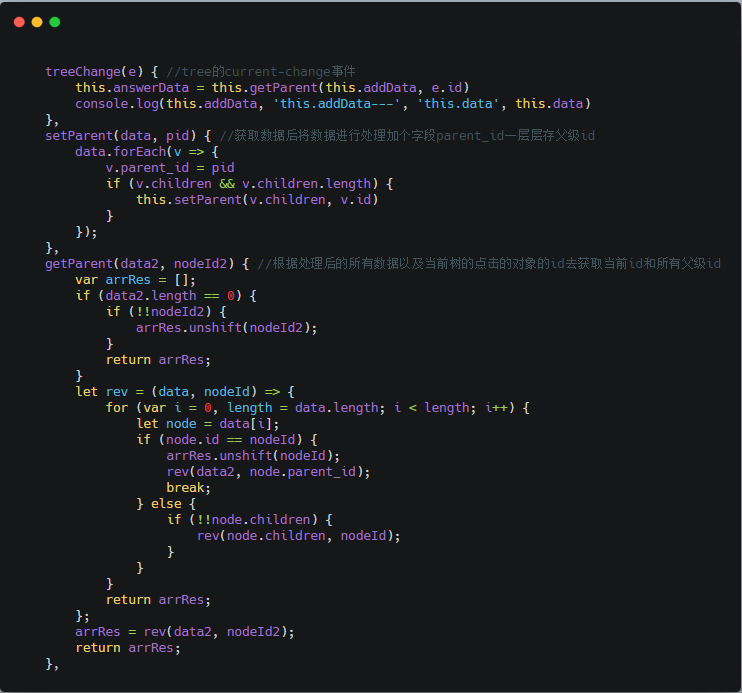 treeChange(e) { //tree的current-change事件
this.answerData = this.getParent(this.addData, e.id)
console.log(this.addData, 'this.addData---', 'this.data', this.data)
},
setParent(data, pid) { //获取数据后将数据进行处理加个字段parent_id一层层存父级id
data.forEach(v => {
v.parent_id = pid
if (v.children && v.children.length) {
this.setParent(v.children, v.id)
}
});
},
getParent(data2, nodeId2) { //根据处理后的所有数据以及当前树的点击的对象的id去获取当前id和所有父级id
var arrRes = [];
if (data2.length == 0) {
if (!!nodeId2) {
arrRes.unshift(nodeId2);
}
return arrRes;
}
let rev = (data, nodeId) => {
for (var i = 0, length = data.length; i < length; i++) {
let node = data[i];
if (node.id == nodeId) {
arrRes.unshift(nodeId);
rev(data2, node.parent_id);
break;
} else {
if (!!node.children) {
rev(node.children, nodeId);
}
}
}
return arrRes;
};
arrRes = rev(data2, nodeId2);
return arrRes;
},